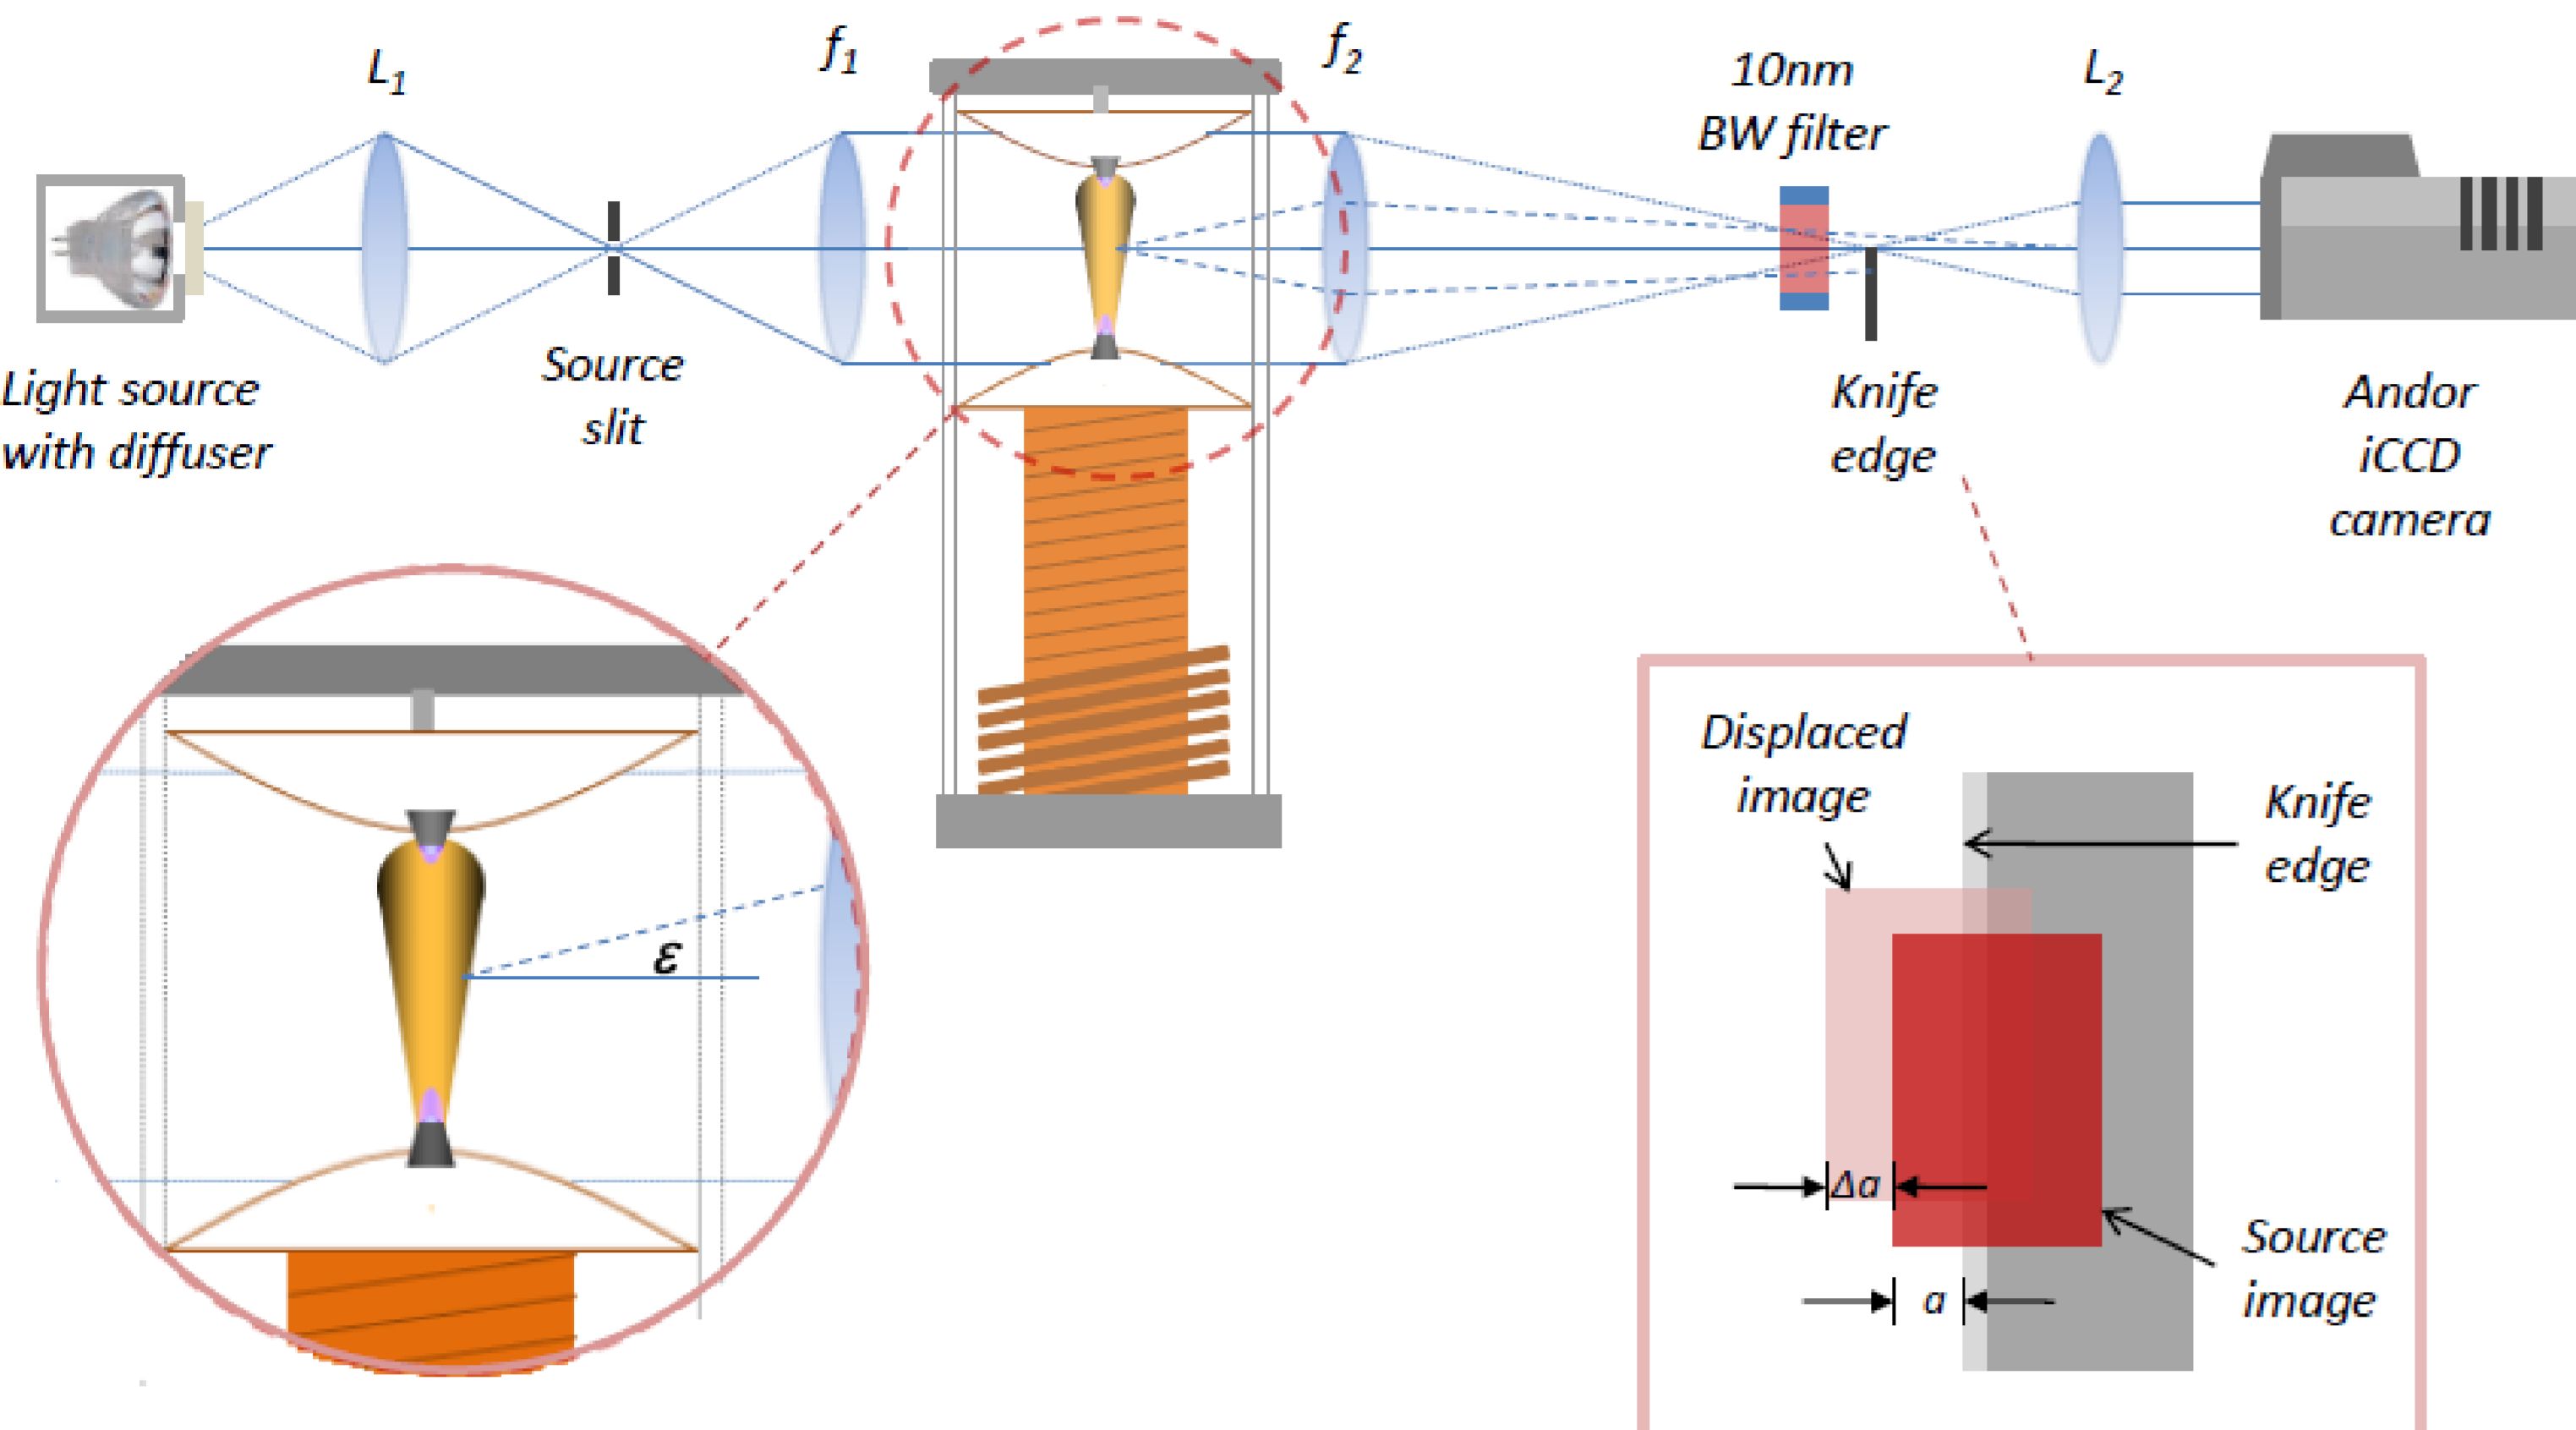 L1
f1
f2
10nm
BW filter
L2
Light source
with diffuser
Source
slit
Knife
edge
Andor
iCCD
camera
ε
Displaced
image
Knife
edge
Δa
a
Source
image